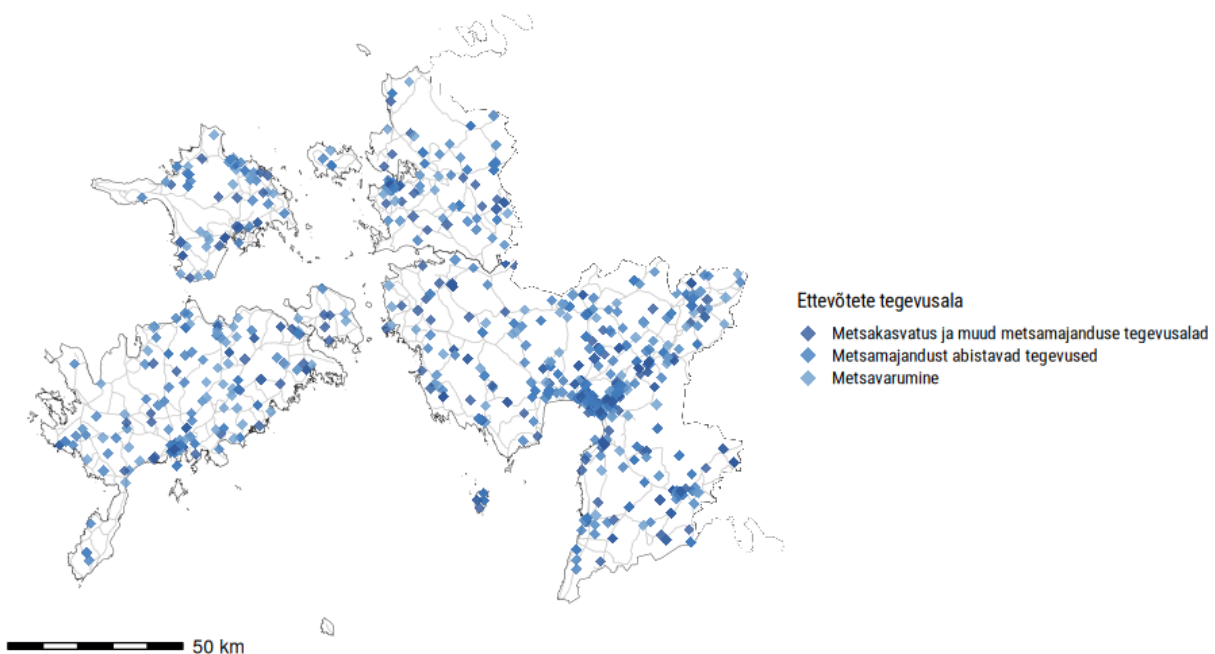 Ettevõtete tegevusala
Metsakasvatus ja muud metsamajanduse tegevusalad
Metsamajandust abistavad tegevused
Metsavarumine
50 km